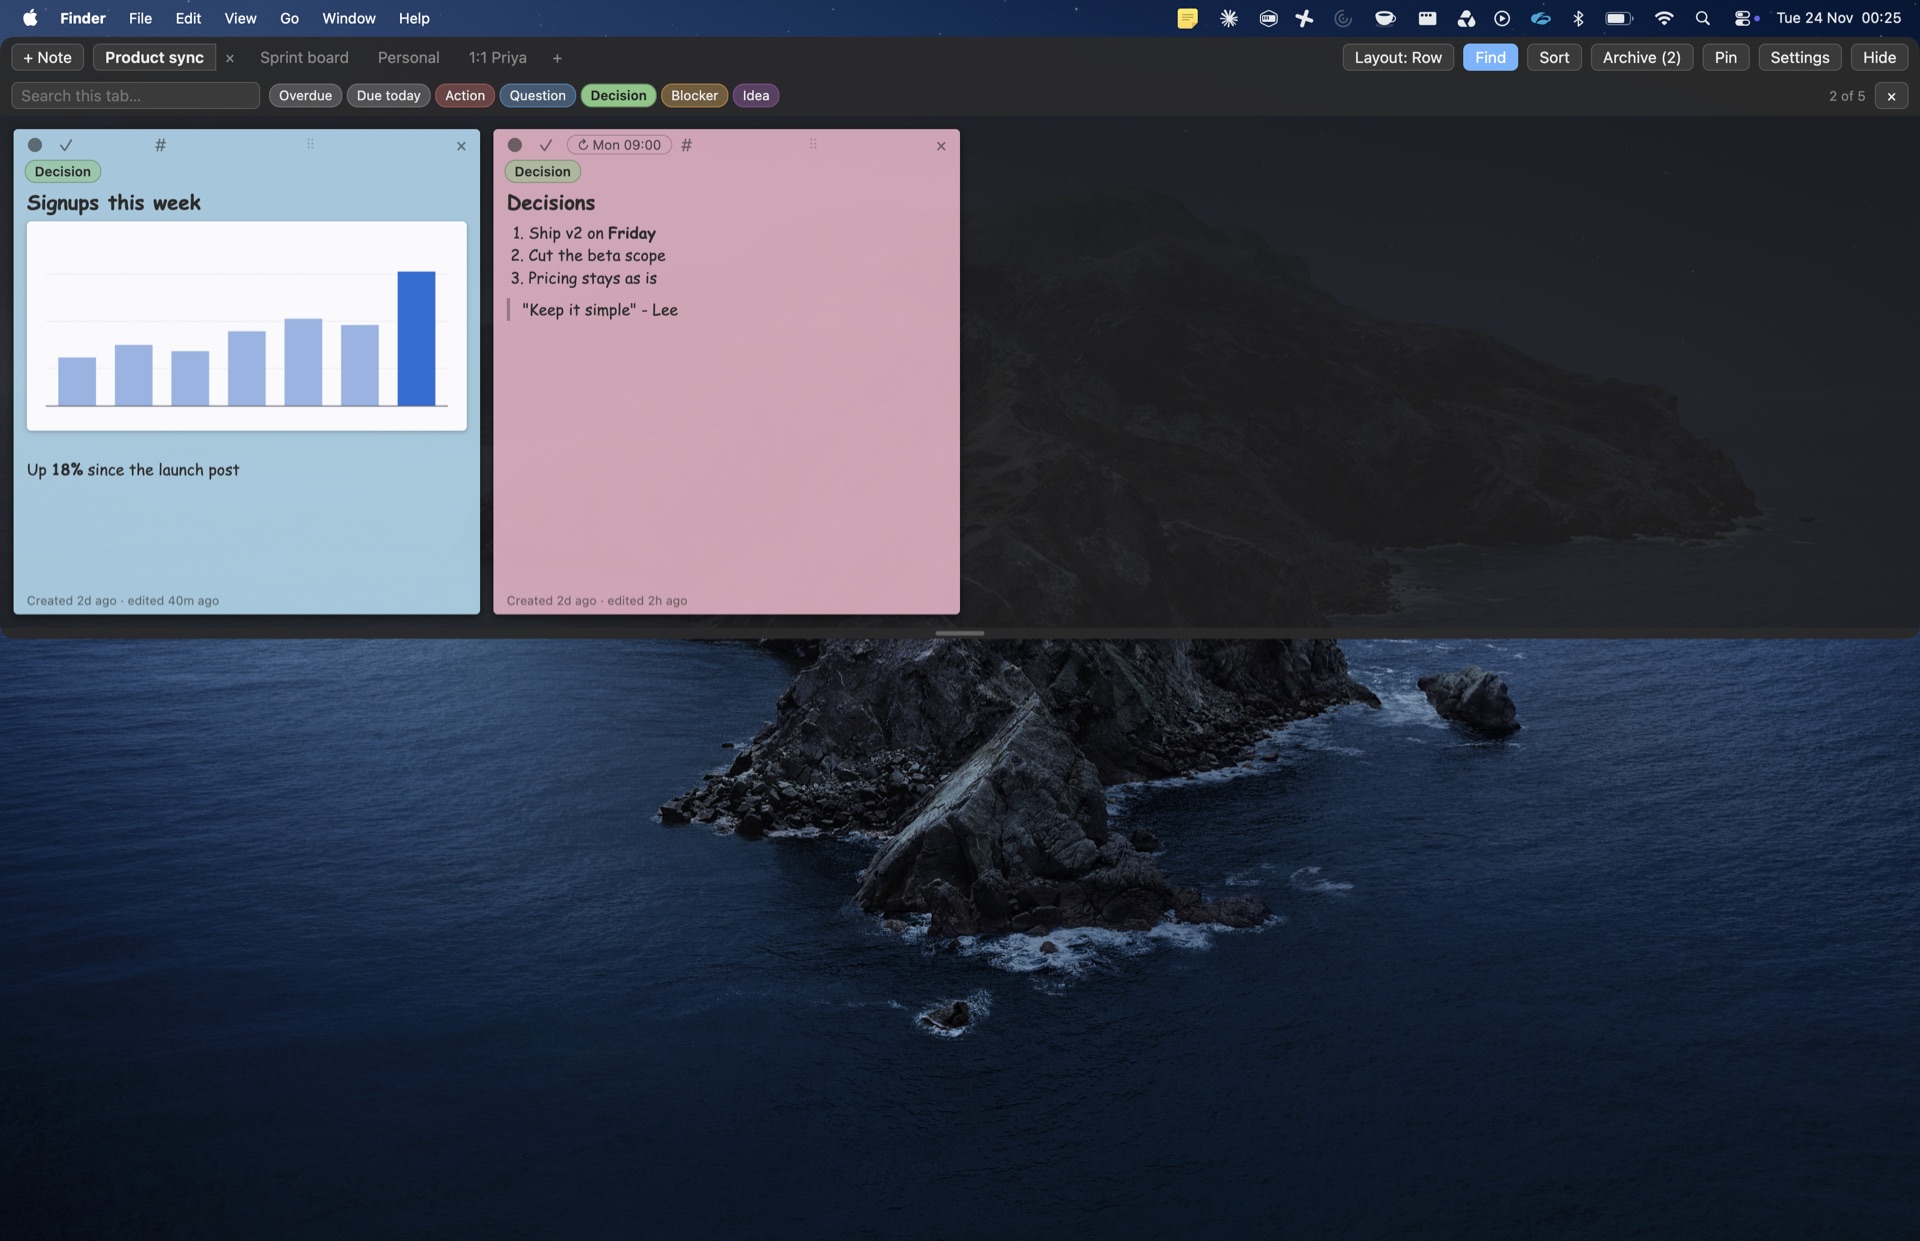 Finder File Edit View Go Window Help Tue 24 Nov 00:25
+ Note Product sync × Sprint board Personal 1:1 Priya + Layout: Row Find Sort Archive (2) Pin Settings Hide
Search this tab... Overdue Due today Action Question Decision Blocker Idea 2 of 5 ×
#
Decision
Signups this week
Up 18% since the launch post
Created 2d ago · edited 40m ago
Mon 09:00 #
Decision
Decisions
1. Ship v2 on Friday
2. Cut the beta scope
3. Pricing stays as is
"Keep it simple" - Lee
Created 2d ago · edited 2h ago